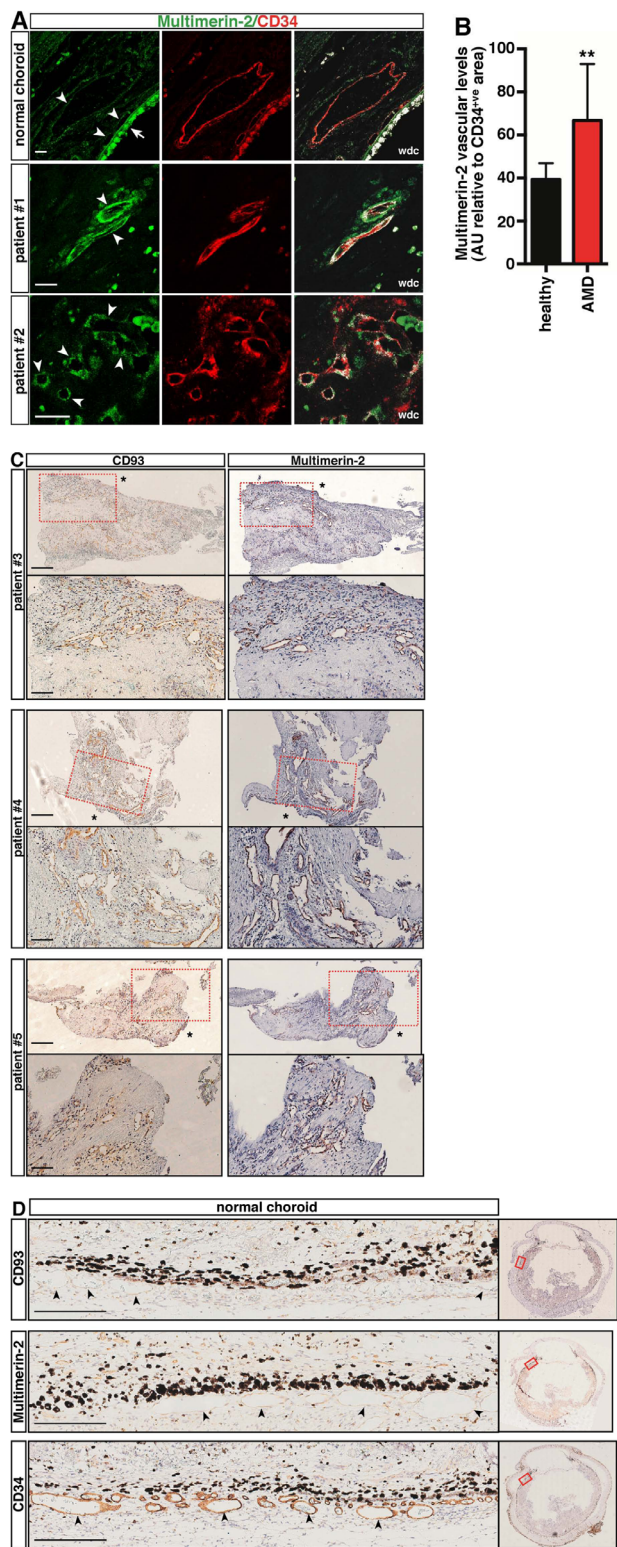 A
Multimerin-2/CD34
normal choroid
wdc
patient #1
wdc
patient #2
wdc
B
Multimerin-2 vascular levels
(AU relative to CD34+ve area)
100
80
60
40
20
0
**
healthy
AMD
C
CD93
Multimerin-2
patient #3
*
*
patient #4
*
*
patient #5
*
*
D
normal choroid
CD93
Multimerin-2
CD34